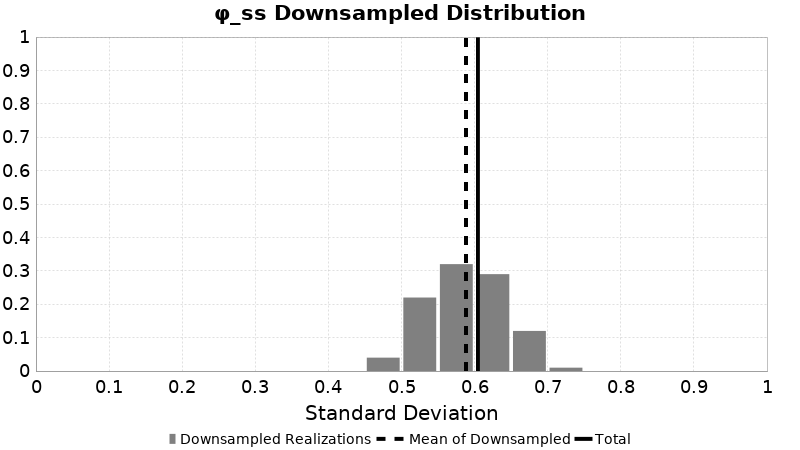 φ_ss Downsampled Distribution
1
0.9
0.8
0.7
0.6
0.5
0.4
0.3
0.2
0.1
0
0 0.1 0.2 0.3 0.4 0.5 0.6 0.7 0.8 0.9 1
Standard Deviation
Downsampled Realizations Mean of Downsampled Total